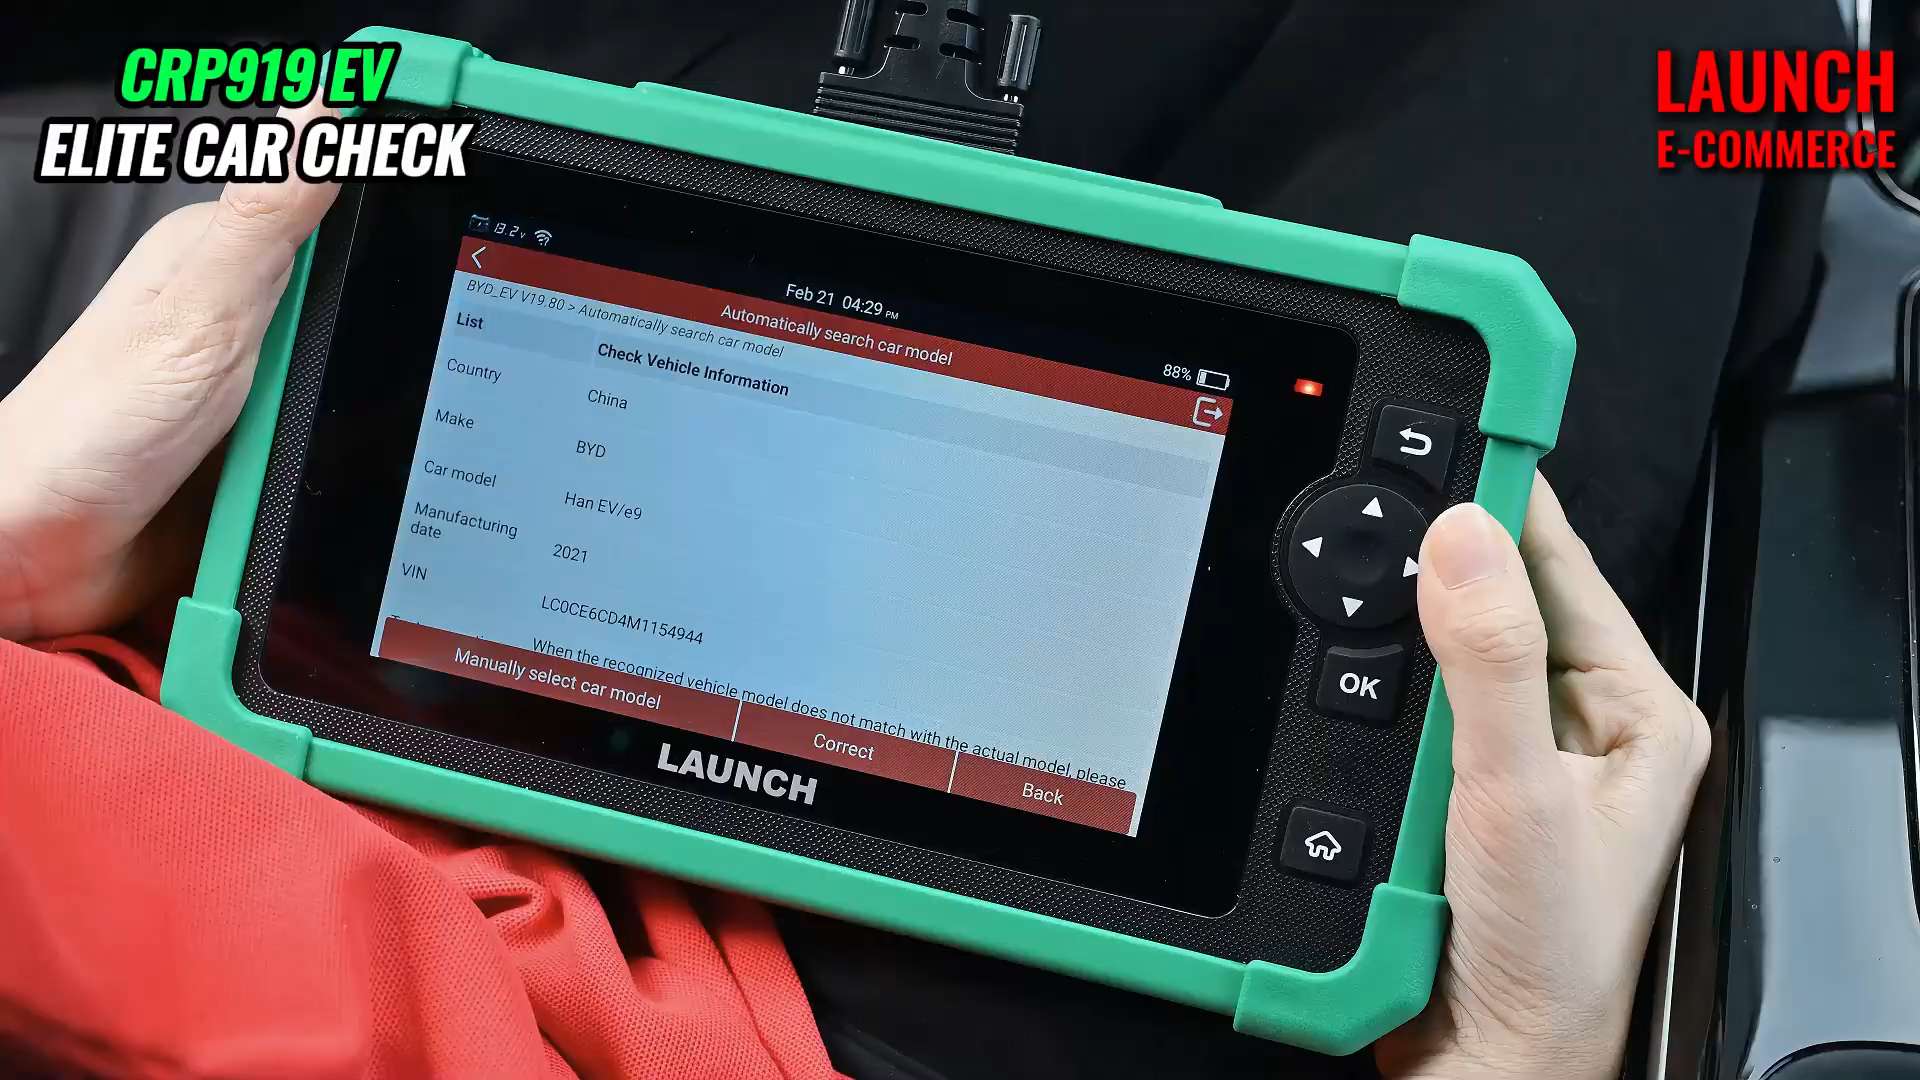 CRP919 EV
ELITE CAR CHECK
LAUNCH
E-COMMERCE
13.2v
Feb 21 04:29 PM
88%
Automatically search car model
BYD_EV V19.80 > Automatically search car model
List
Check Vehicle Information
Country
China
Make
BYD
Car model
Han EV/e9
Manufacturing
date
2021
VIN
LC0CE6CD4M1154944
When the recognized vehicle model does not match with the actual model, please
Manually select car model
Correct
Back
LAUNCH
OK